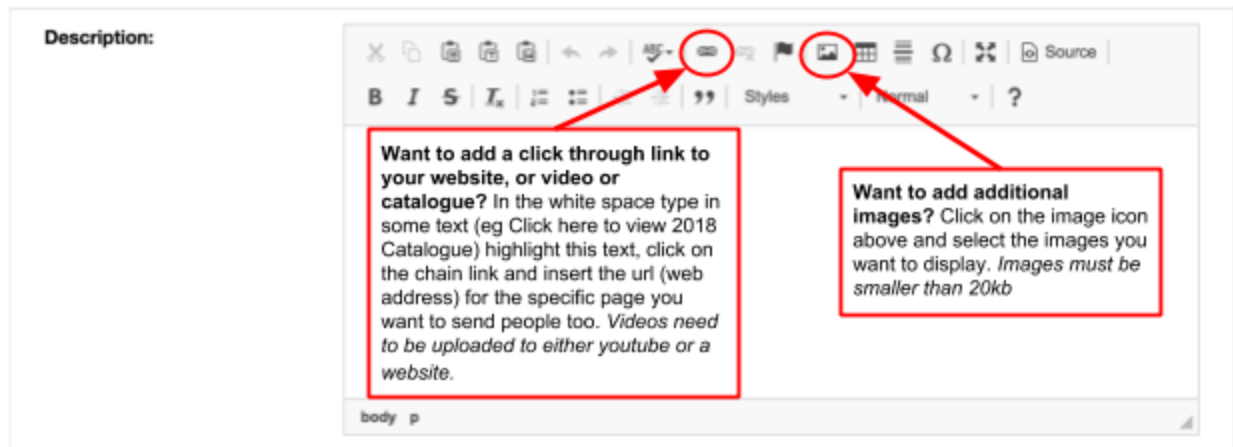 Description:
ABC
Source
B I S Tx Styles Normal ?
Want to add a click through link to
your website, or video or
catalogue? In the white space type in
some text (eg Click here to view 2018
Catalogue) highlight this text, click on
the chain link and insert the url (web
address) for the specific page you
want to send people too. Videos need
to be uploaded to either youtube or a
website.
Want to add additional
images? Click on the image icon
above and select the images you
want to display. Images must be
smaller than 20kb
body p